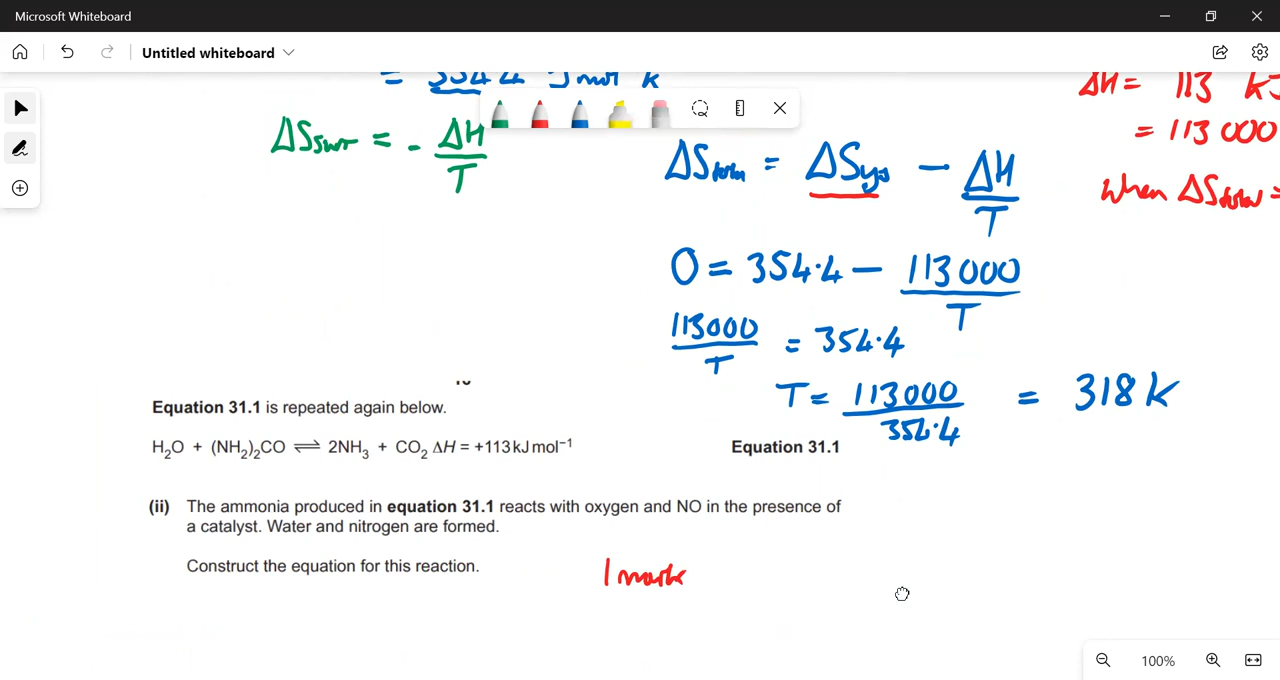 Microsoft Whiteboard
Untitled whiteboard
ΔSsurr = - ΔH/T
ΔH = 113
= 113 000
ΔStotal = ΔSsys - ΔH/T
when ΔStotal =
0 = 354.4 - 113000/T
113000/T = 354.4
T = 113000/354.4 = 318K
Equation 31.1 is repeated again below.
H₂O + (NH₂)₂CO ⇌ 2NH₃ + CO₂ ΔH = +113 kJ mol⁻¹ Equation 31.1
(ii) The ammonia produced in equation 31.1 reacts with oxygen and NO in the presence of
a catalyst. Water and nitrogen are formed.
Construct the equation for this reaction.
1 mark
100%